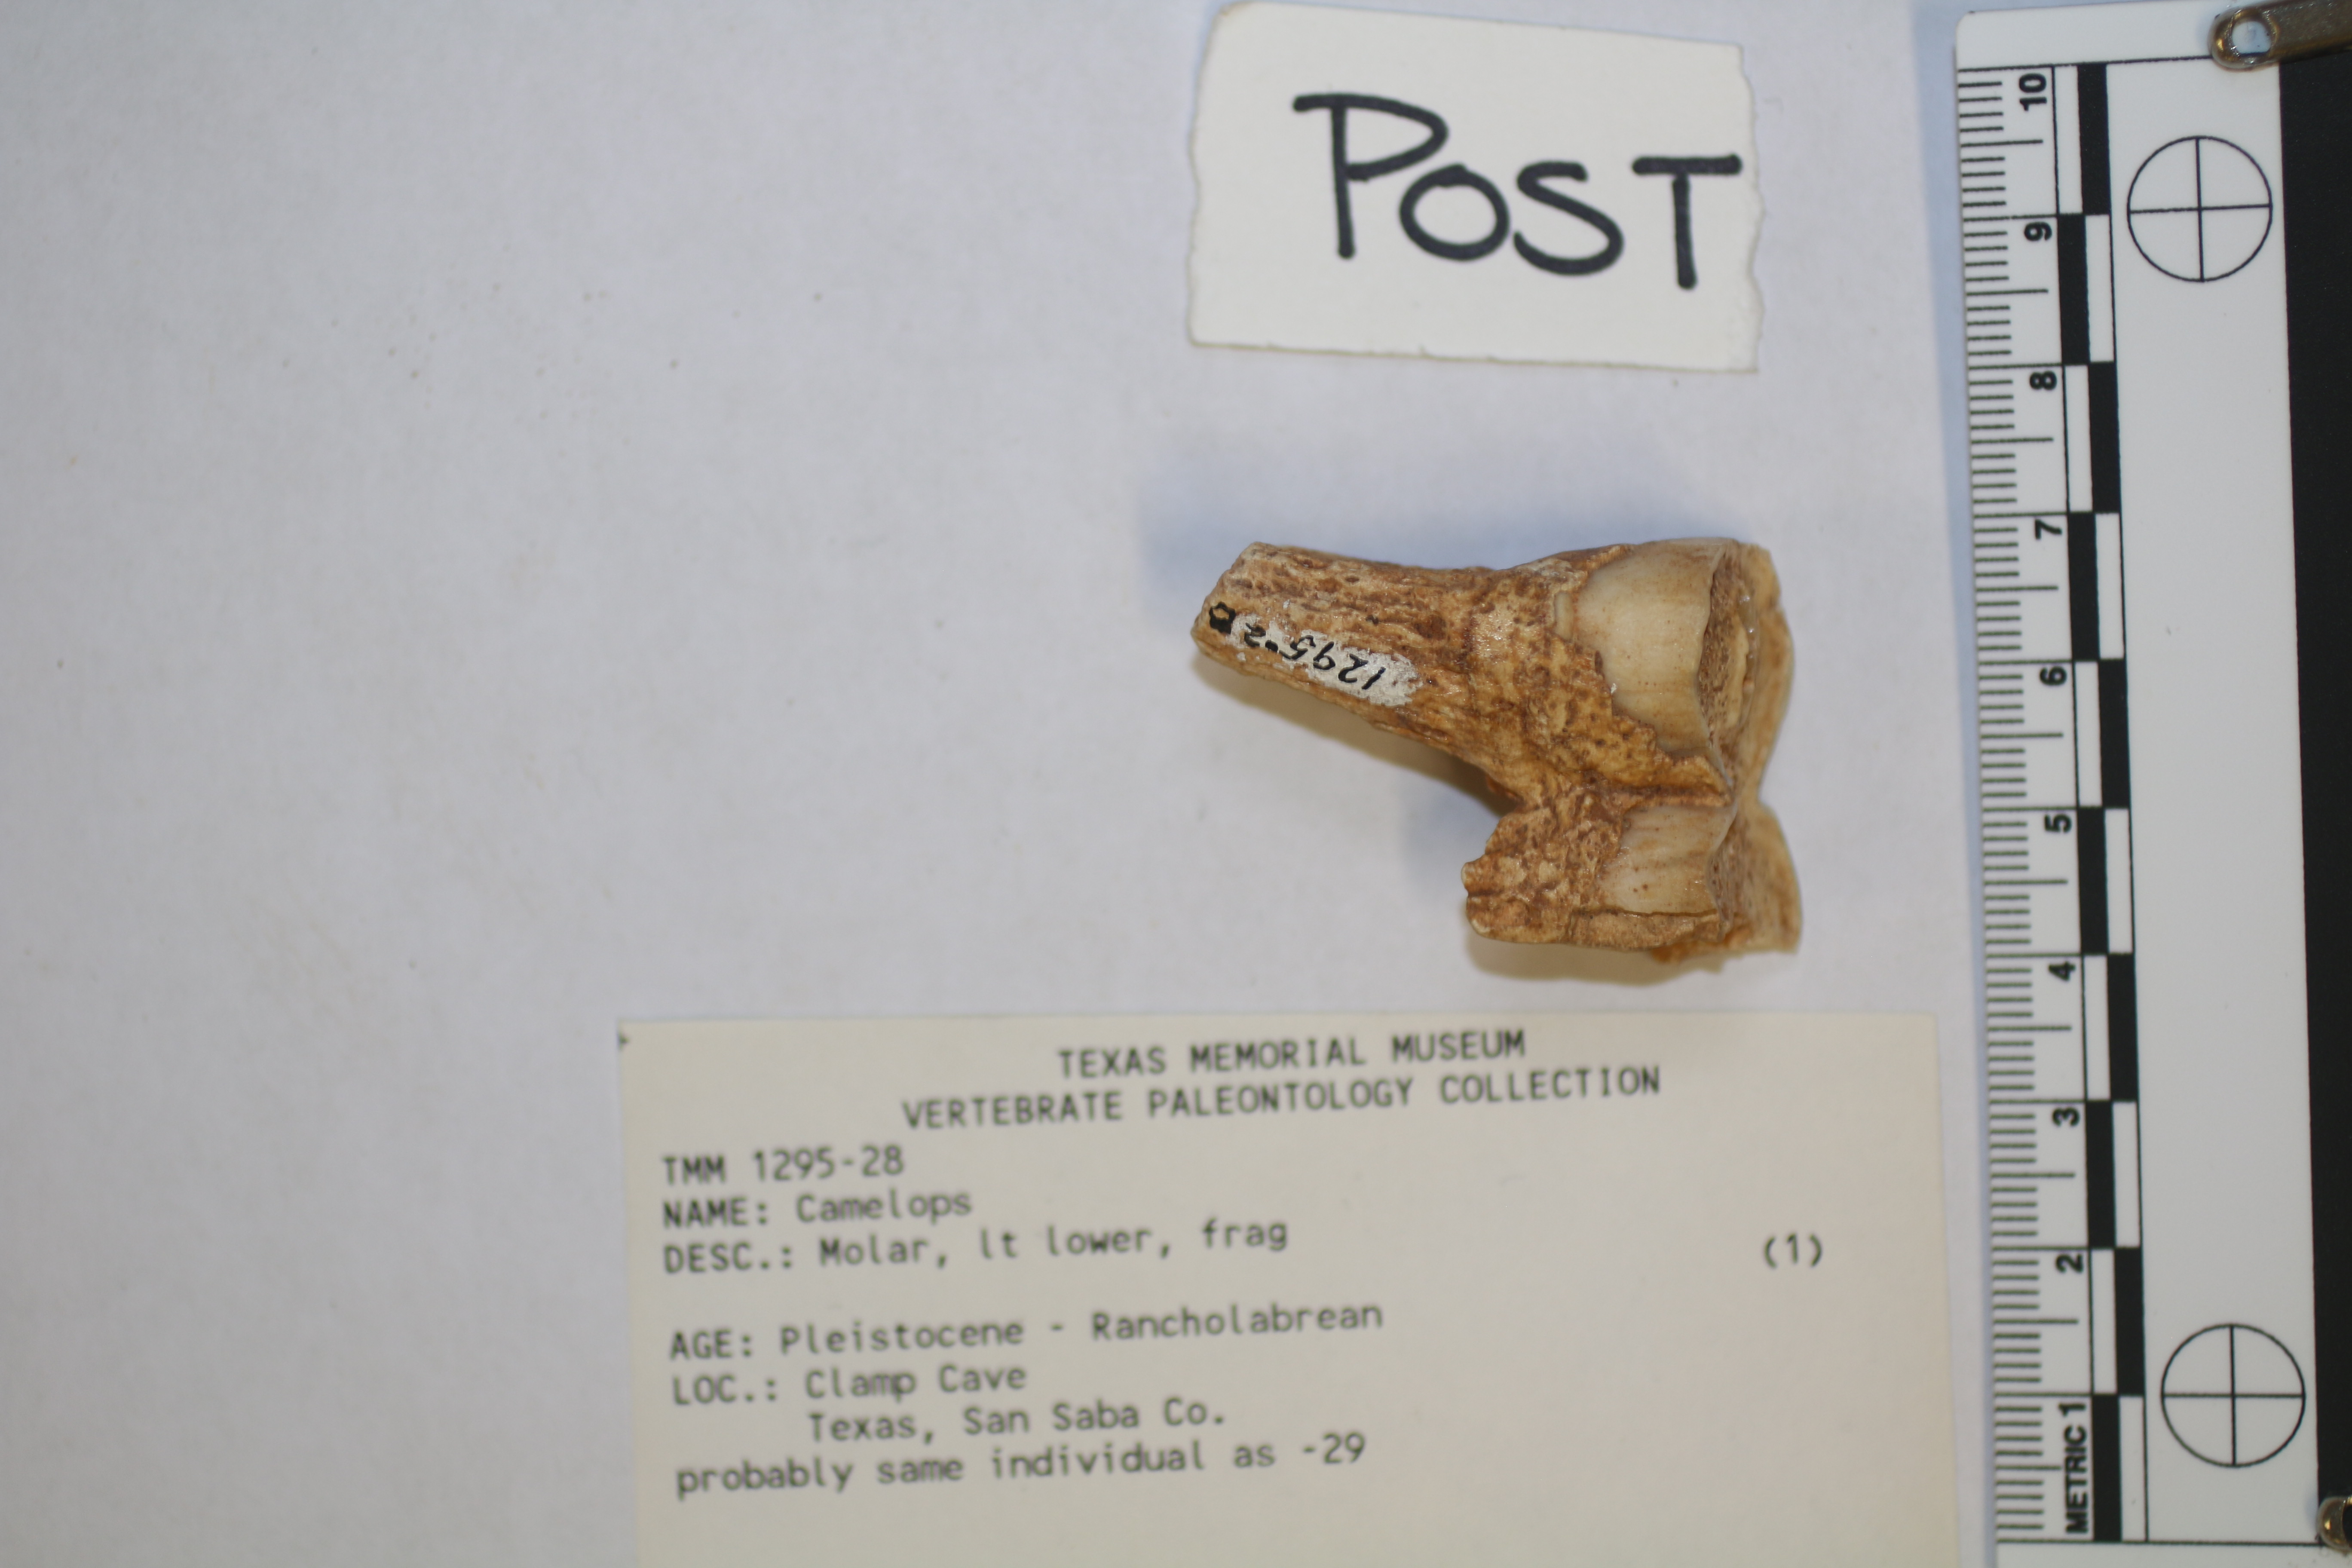 POST
1295-2
TEXAS MEMORIAL MUSEUM
VERTEBRATE PALEONTOLOGY COLLECTION
TMM 1295-28
NAME: Camelops
DESC.: Molar, lt lower, frag
(1)
AGE: Pleistocene - Rancholabrean
LOC.: Clamp Cave
Texas, San Saba Co.
probably same individual as -29
10
9
8
7
6
5
4
3
2
METRIC 1